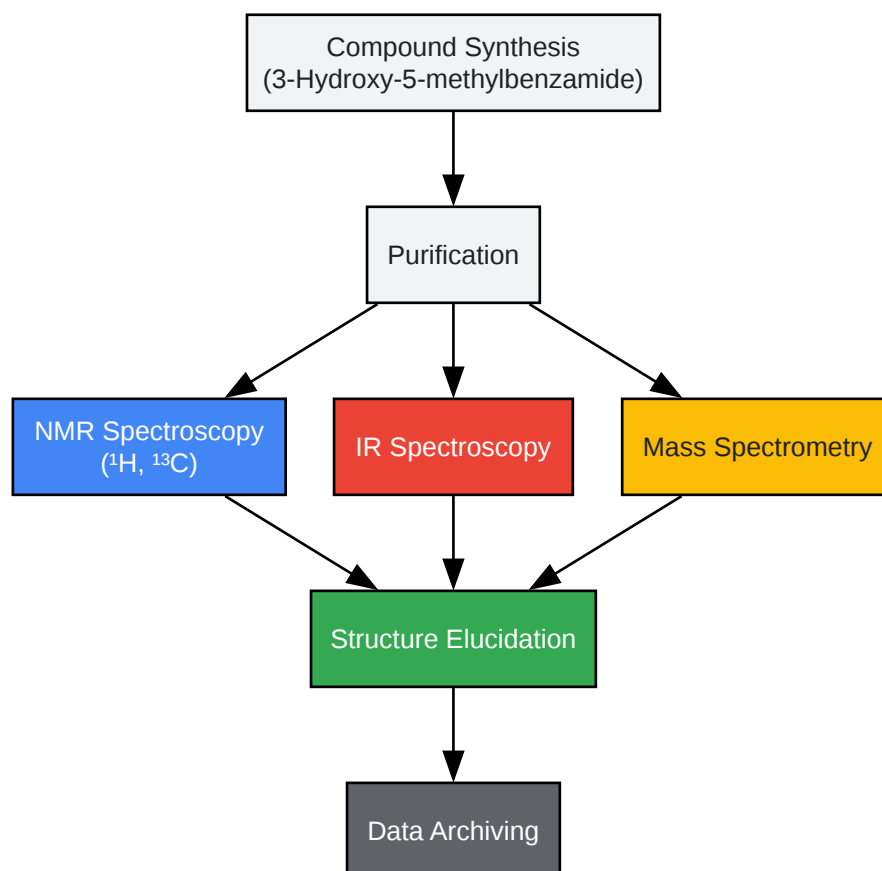 Compound Synthesis
(3-Hydroxy-5-methylbenzamide)
Purification
NMR Spectroscopy
(¹H, ¹³C)
IR Spectroscopy
Mass Spectrometry
Structure Elucidation
Data Archiving